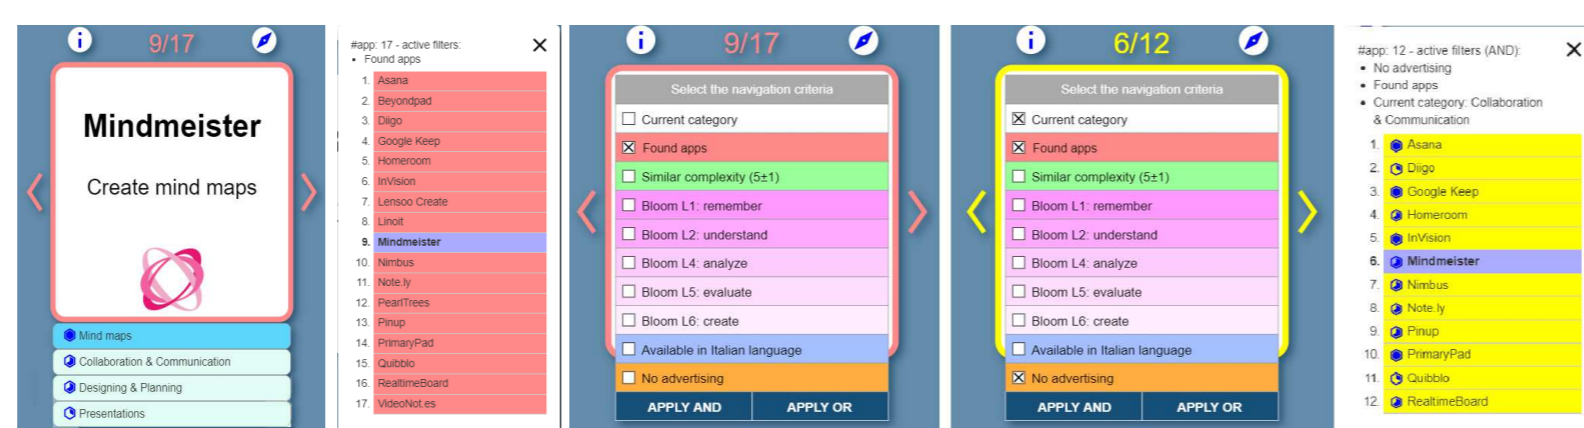 9/17
Mindmeister
Create mind maps
Mind maps
Collaboration & Communication
Designing & Planning
Presentations
#app: 17 - active filters:
• Found apps
1. Asana
2. Beyondpad
3. Diigo
4. Google Keep
5. Homeroom
6. InVision
7. Lensoo Create
8. Linoit
9. Mindmeister
10. Nimbus
11. Note.ly
12. PearlTrees
13. Pinup
14. PrimaryPad
15. Quibblo
16. RealtimeBoard
17. VideoNot.es
9/17
Select the navigation criteria
Current category
Found apps
Similar complexity (5±1)
Bloom L1: remember
Bloom L2: understand
Bloom L4: analyze
Bloom L5: evaluate
Bloom L6: create
Available in Italian language
No advertising
APPLY AND APPLY OR
6/12
Select the navigation criteria
Current category
Found apps
Similar complexity (5±1)
Bloom L1: remember
Bloom L2: understand
Bloom L4: analyze
Bloom L5: evaluate
Bloom L6: create
Available in Italian language
No advertising
APPLY AND APPLY OR
#app: 12 - active filters (AND):
• No advertising
• Found apps
• Current category: Collaboration
& Communication
1. Asana
2. Diigo
3. Google Keep
4. Homeroom
5. InVision
6. Mindmeister
7. Nimbus
8. Note.ly
9. Pinup
10. PrimaryPad
11. Quibblo
12. RealtimeBoard